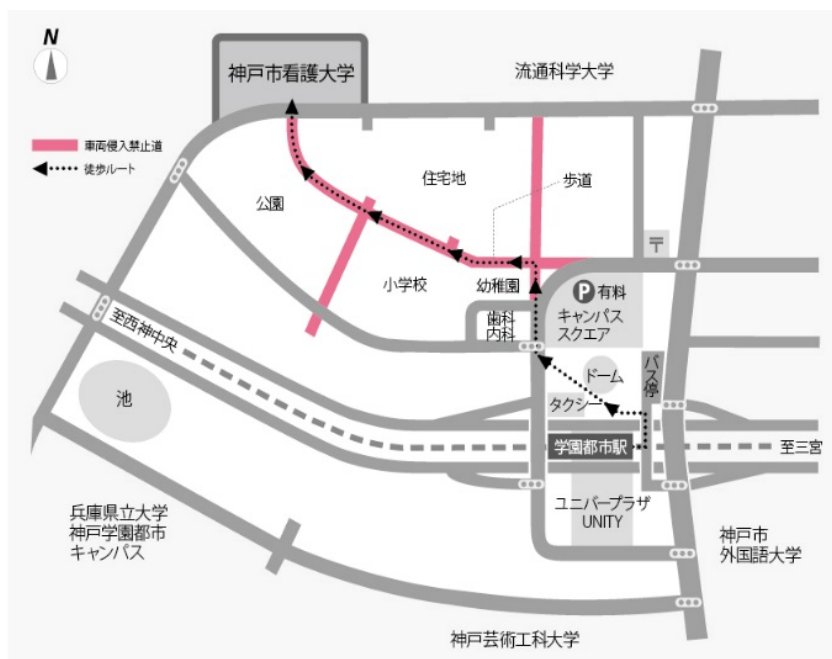 N
神戸市看護大学
流通科学大学
車両侵入禁止道
徒歩ルート
住宅地
歩道
公園
〒
小学校
幼稚園
P 有料
キャンパス
スクエア
歯科
内科
至西神中央
ドーム
バス停
タクシー
池
学園都市駅
至三宮
ユニバープラザ
UNITY
兵庫県立大学
神戸学園都市
キャンパス
神戸市
外国語大学
神戸芸術工科大学